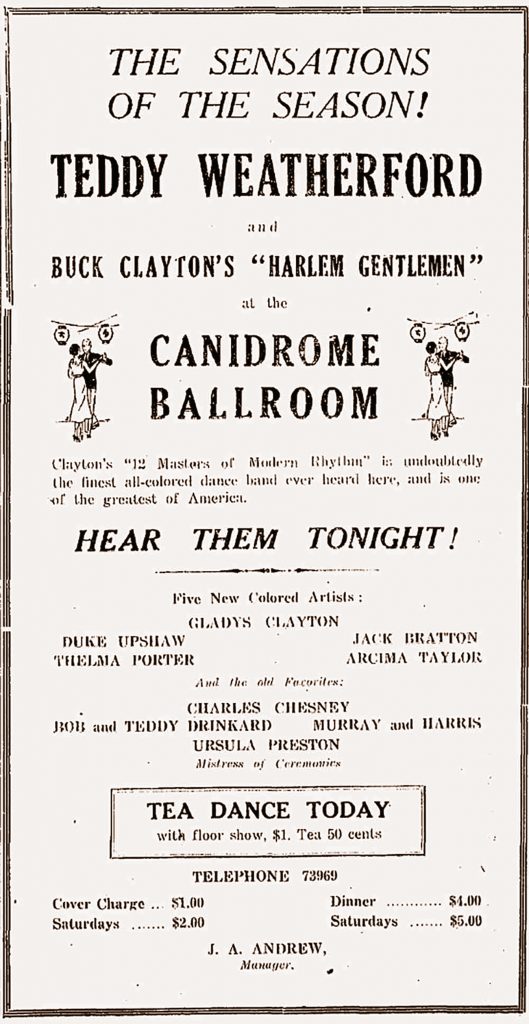 THE SENSATIONS
OF THE SEASON!
TEDDY WEATHERFORD
and
BUCK CLAYTON'S "HARLEM GENTLEMEN"
at the
CANIDROME
BALLROOM
Clayton's "12 Masters of Modern Rhythm" is undoubtedly
the finest all-colored dance band ever heard here, and is one
of the greatest of America.
HEAR THEM TONIGHT!
Five New Colored Artists:
GLADYS CLAYTON
DUKE UPSHAW JACK BRATTON
THELMA PORTER ARCIMA TAYLOR
And the old Favorites:
CHARLES CHESNEY
BOB and TEDDY DRINKARD MURRAY and HARRIS
URSULA PRESTON
Mistress of Ceremonies
TEA DANCE TODAY
with floor show, $1. Tea 50 cents
TELEPHONE 73969
Cover Charge ... $1.00 Dinner ............ $4.00
Saturdays ....... $2.00 Saturdays ....... $5.00
J. A. ANDREW,
Manager.